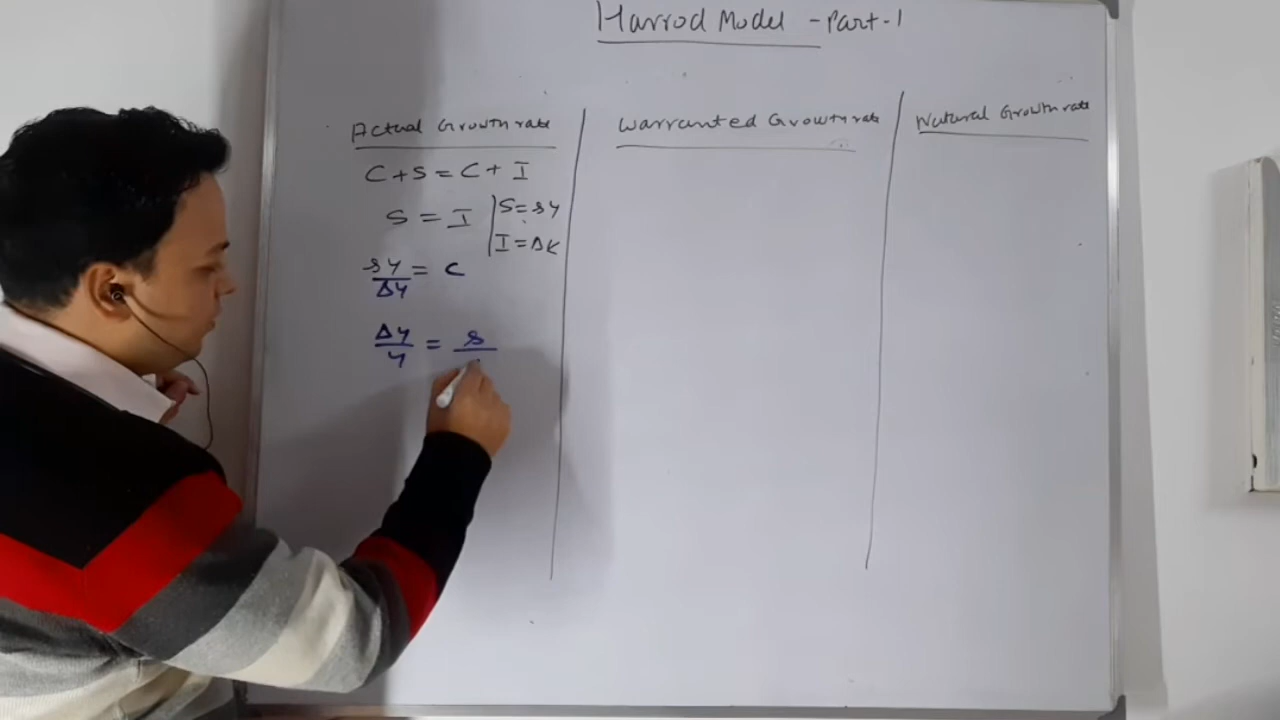 Harrod Model - Part-1
Actual Growth rate
C+S = C+ I
S = I | S= sy
I = Δk
sy/Δy = C
Δy/y = s/
Warranted Growth rate
Natural Growth rate